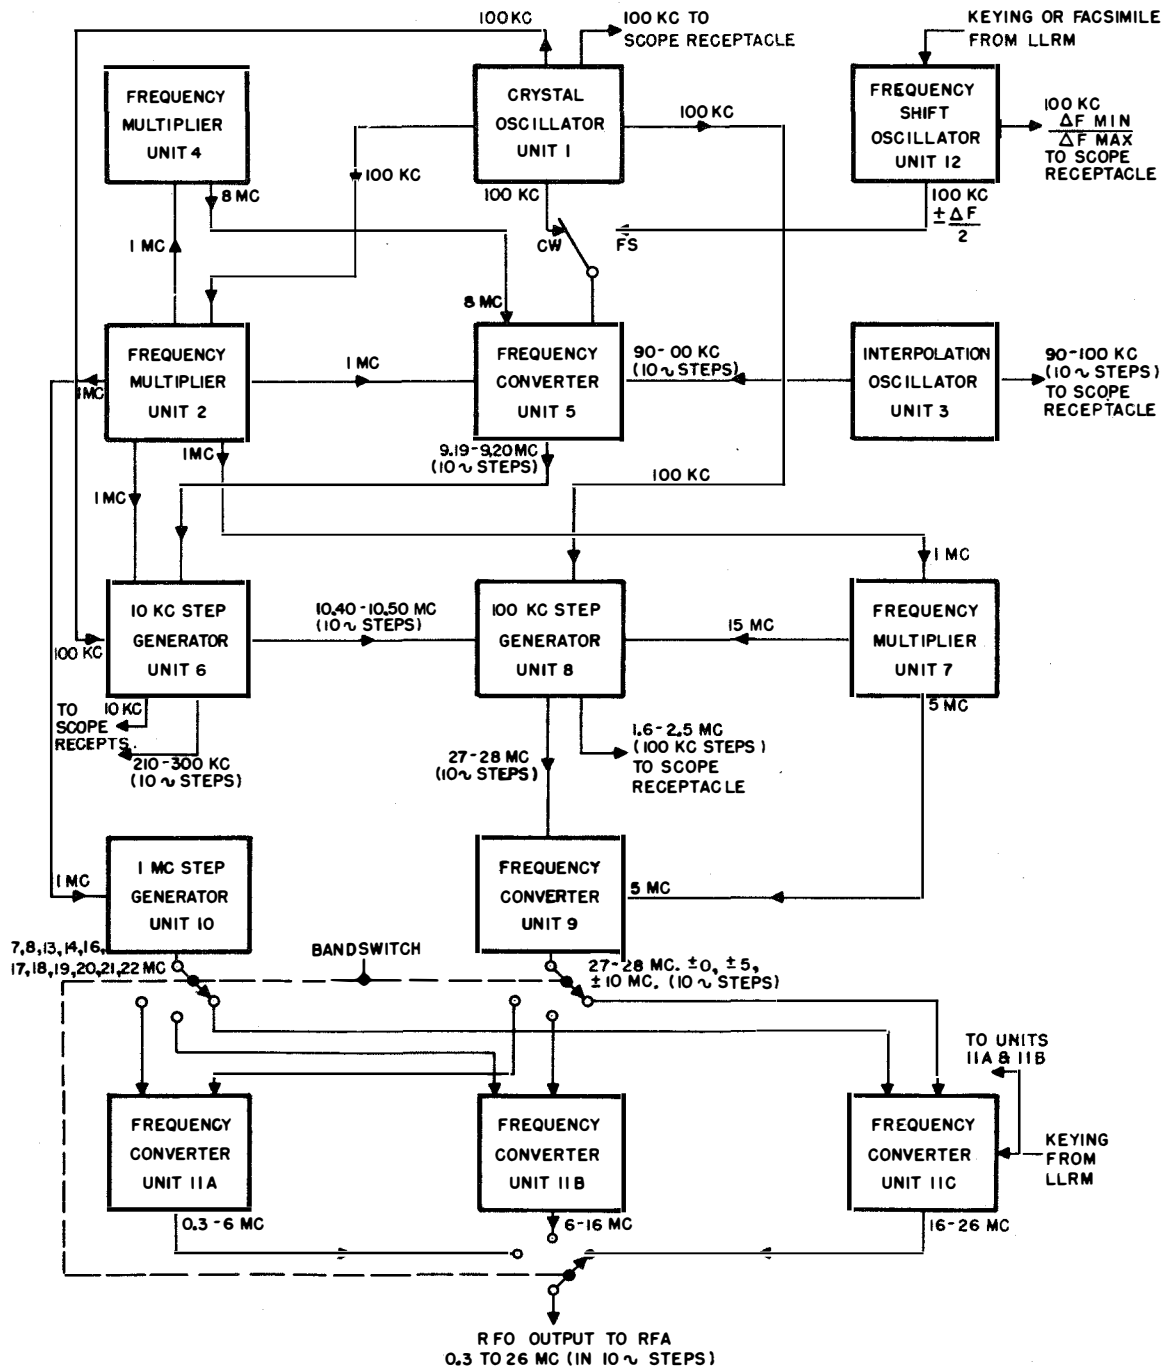 100 KC
100 KC TO
SCOPE RECEPTACLE
KEYING OR FACSIMILE
FROM LLRM
FREQUENCY
MULTIPLIER
UNIT 4
CRYSTAL
OSCILLATOR
UNIT 1
FREQUENCY
SHIFT
OSCILLATOR
UNIT 12
100 KC
100 KC
ΔF MIN
ΔF MAX
TO SCOPE
RECEPTACLE
100 KC
8 MC
100 KC
100 KC
± ΔF
2
1 MC
CW
FS
8 MC
FREQUENCY
MULTIPLIER
UNIT 2
1 MC
FREQUENCY
CONVERTER
UNIT 5
90-00 KC
(10~ STEPS)
INTERPOLATION
OSCILLATOR
UNIT 3
90-100 KC
(10~ STEPS)
TO SCOPE
RECEPTACLE
1MC
1MC
9.19-9.20 MC
(10~ STEPS)
100 KC
1 MC
1 MC
10 KC STEP
GENERATOR
UNIT 6
10.40-10.50 MC
(10~ STEPS)
100 KC STEP
GENERATOR
UNIT 8
15 MC
FREQUENCY
MULTIPLIER
UNIT 7
100 KC
TO
SCOPE
RECEPTS.
10 KC
210-300 KC
(10~ STEPS)
27-28 MC
(10~ STEPS)
1.6-2.5 MC
(100 KC STEPS)
TO SCOPE
RECEPTACLE
5 MC
1 MC
1 MC STEP
GENERATOR
UNIT 10
FREQUENCY
CONVERTER
UNIT 9
5 MC
7,8,13,14,16,
17,18,19,20,21,22 MC
BANDSWITCH
27-28 MC. ±0, ±5,
±10 MC. (10~ STEPS)
TO UNITS
11A & 11B
FREQUENCY
CONVERTER
UNIT 11A
FREQUENCY
CONVERTER
UNIT 11B
FREQUENCY
CONVERTER
UNIT 11C
KEYING
FROM
LLRM
0.3-6 MC
6-16 MC
16-26 MC
RFO OUTPUT TO RFA
0.3 TO 26 MC (IN 10~ STEPS)